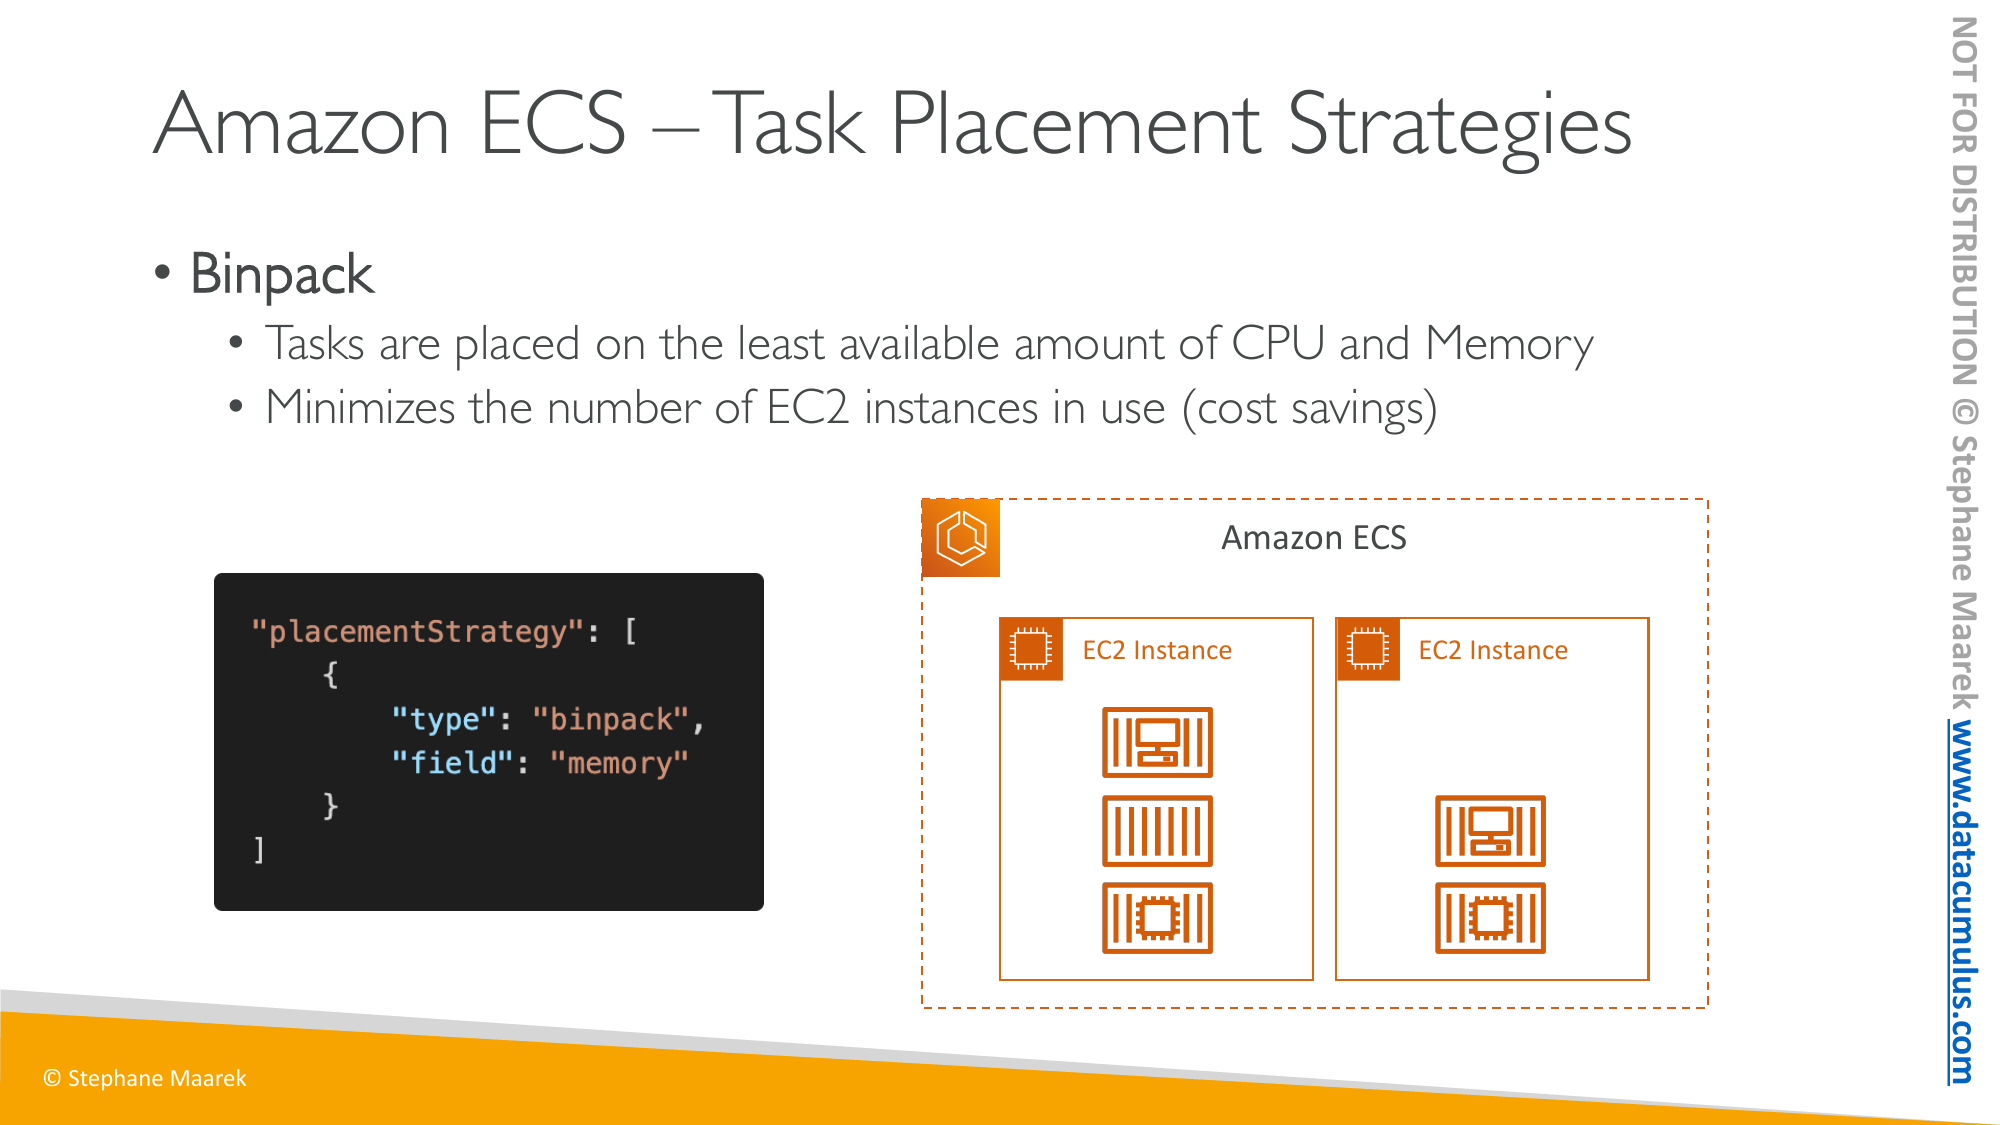 Amazon ECS – Task Placement Strategies
• Binpack
• Tasks are placed on the least available amount of CPU and Memory
• Minimizes the number of EC2 instances in use (cost savings)
"placementStrategy": [
{
"type": "binpack",
"field": "memory"
}
]
Amazon ECS
EC2 Instance
EC2 Instance
© Stephane Maarek
NOT FOR DISTRIBUTION © Stephane Maarek www.datacumulus.com